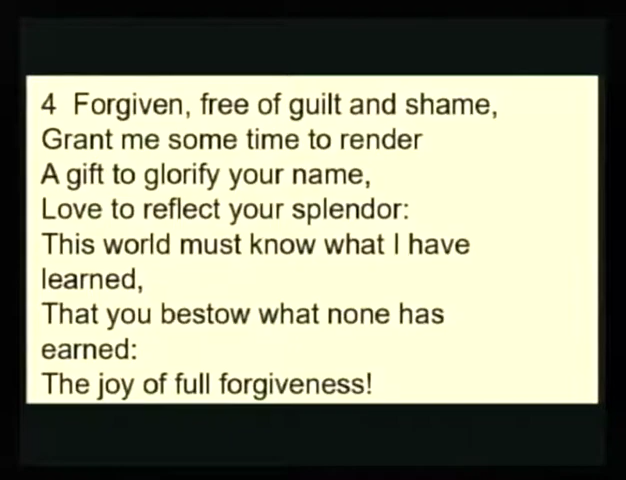 4 Forgiven, free of guilt and shame,
Grant me some time to render
A gift to glorify your name,
Love to reflect your splendor:
This world must know what I have
learned,
That you bestow what none has
earned:
The joy of full forgiveness!